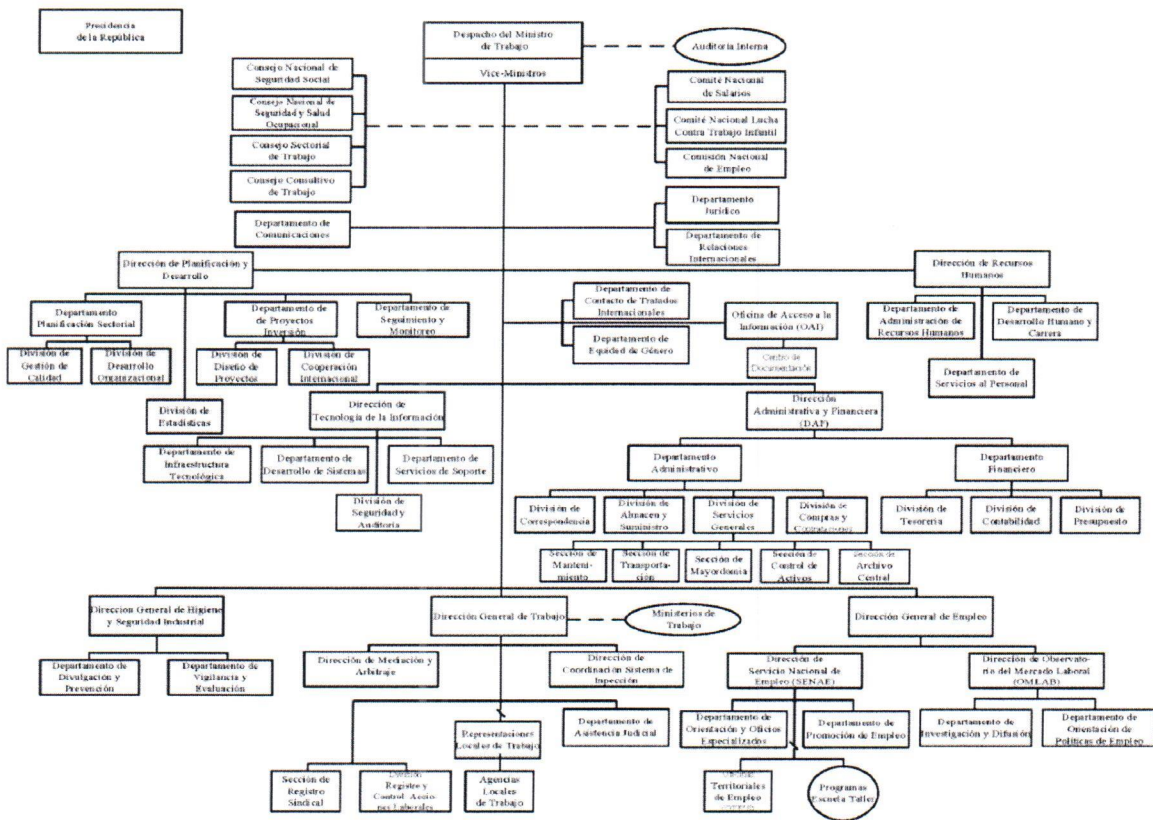 Presidencia
de la República
Despacho del Ministro
de Trabajo
Vice-Ministros
Auditoría Interna
Consejo Nacional de
Seguridad Social
Consejo Nacional de
Seguridad y Salud
Ocupacional
Consejo Sectorial
de Trabajo
Consejo Consultivo
de Trabajo
Comité Nacional
de Salarios
Comité Nacional Lucha
Contra Trabajo Infantil
Comisión Nacional
de Empleo
Departamento de
Comunicaciones
Departamento
Jurídico
Departamento de
Relaciones
Internacionales
Dirección de Planificación y
Desarrollo
Dirección de Recursos
Humanos
Departamento
Planificación Sectorial
Departamento de
de Proyectos
Inversión
Departamento de
Seguimiento y
Monitoreo
División de
Gestión de
Calidad
División de
Desarrollo
Organizacional
División de
Diseño de
Proyectos
División de
Cooperación
Internacional
División de
Estadísticas
Departamento de
Contacto de Tratados
Internacionales
Departamento de
Equidad de Género
Oficina de Acceso a la
Información (OAI)
Centro de
Documentación
Departamento de
Administración de
Recursos Humanos
Departamento de
Desarrollo Humano y
Carrera
Departamento de
Servicios al Personal
Dirección de
Tecnología de la Información
Departamento de
Infraestructura
Tecnológica
Departamento de
Desarrollo de Sistemas
Departamento de
Servicios de Soporte
División de
Seguridad y
Auditoría
Dirección
Administrativa y Financiera
(DAF)
Departamento
Administrativo
Departamento
Financiero
División de
Correspondencia
División de
Almacen y
Suministro
División de
Servicios
Generales
División de
Compras y
Contrataciones
División de
Tesorería
División de
Contabilidad
División de
Presupuesto
Sección de
Manteni-
miento
Sección de
Transporta-
ción
Sección de
Mayordomía
Sección de
Control de
Activos
Sección de
Archivo
Central
Dirección General de Higiene
y Seguridad Industrial
Dirección General de Trabajo
Ministerios de
Trabajo
Dirección General de Empleo
Departamento de
Divulgación y
Prevención
Departamento de
Vigilancia y
Evaluación
Dirección de Mediación y
Arbitraje
Dirección de
Coordinación Sistema de
Inpección
Dirección de
Servicio Nacional de
Empleo (SENAE)
Dirección de Observato-
rio del Mercado Laboral
(OMLAB)
Representaciones
Locales de Trabajo
Departamento de
Asistencia Judicial
Departamento de
Orientación y Oficios
Especializados
Departamento de
Promoción de Empleo
Departamento de
Investigación y Difusión
Departamento de
Orientación de
Políticas de Empleo
Sección de
Registro
Sindical
División
Registro y
Control Accio-
nes Laborales
Agencias
Locales
de Trabajo
Territoriales
de Empleo
Programas
Escuela Taller